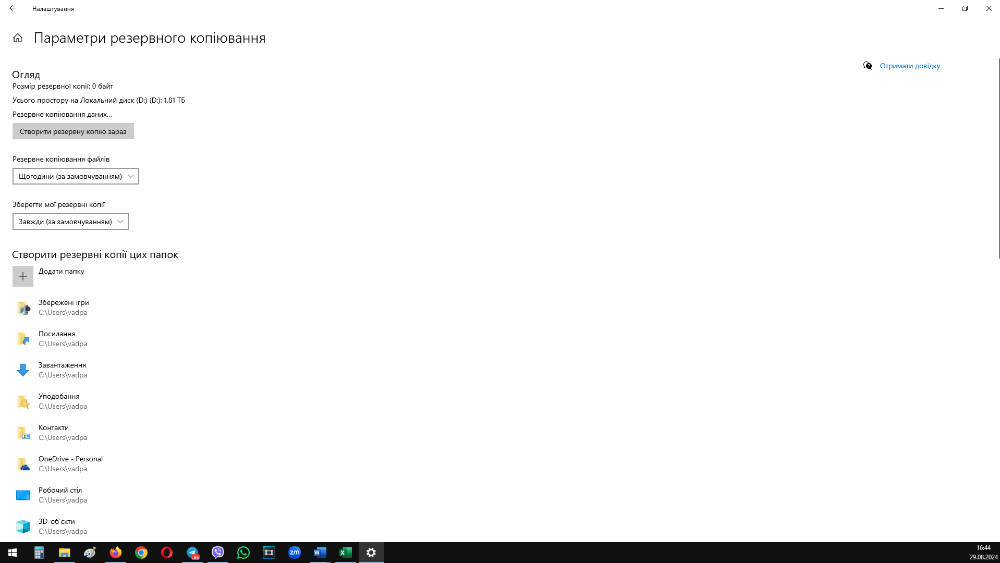 Налаштування
Параметри резервного копіювання
Отримати довідку
Огляд
Розмір резервної копії: 0 байт
Усього простору на Локальний диск (D:) (D:): 1,81 ТБ
Резервне копіювання даних...
Створити резервну копію зараз
Резервне копіювання файлів
Щогодини (за замовчуванням)
Зберегти мої резервні копії
Завжди (за замовчуванням)
Створити резервні копії цих папок
Додати папку
Збережені ігри
C:\Users\vadpa
Посилання
C:\Users\vadpa
Завантаження
C:\Users\vadpa
Уподобання
C:\Users\vadpa
Контакти
C:\Users\vadpa
OneDrive - Personal
C:\Users\vadpa
Робочий стіл
C:\Users\vadpa
3D-об’єкти
C:\Users\vadpa
.86
zm
W
X
16:44
29.08.2024